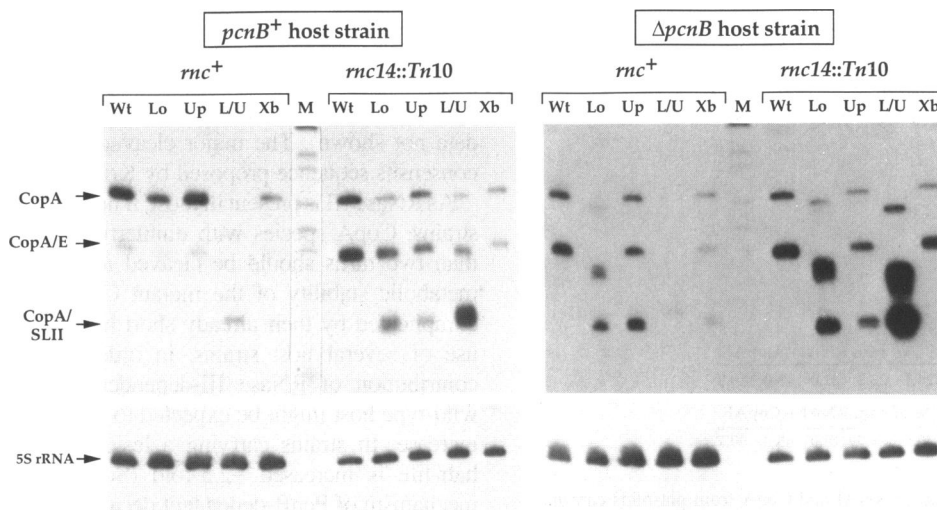 pcnB+ host strain
ΔpcnB host strain
rnc+
rnc14::Tn10
rnc+
rnc14::Tn10
Wt Lo Up L/U Xb M Wt Lo Up L/U Xb
Wt Lo Up L/U Xb M Wt Lo Up L/U Xb
CopA
CopA/E
CopA/
SLII
5S rRNA